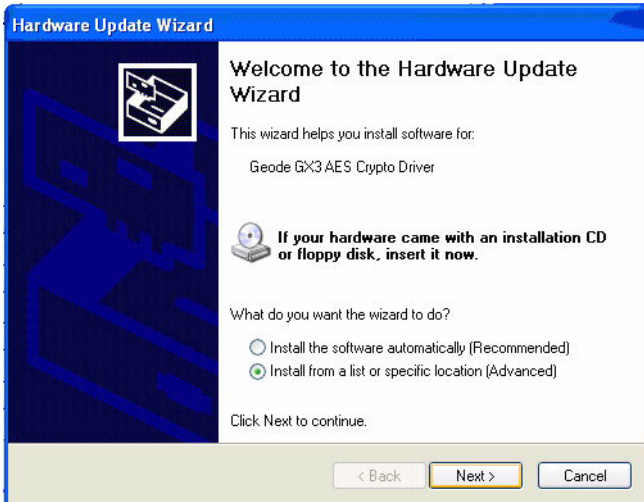 Hardware Update Wizard
Welcome to the Hardware Update
Wizard
This wizard helps you install software for:
Geode GX3 AES Crypto Driver
If your hardware came with an installation CD
or floppy disk, insert it now.
What do you want the wizard to do?
Install the software automatically (Recommended)
Install from a list or specific location (Advanced)
Click Next to continue.
< Back Next > Cancel